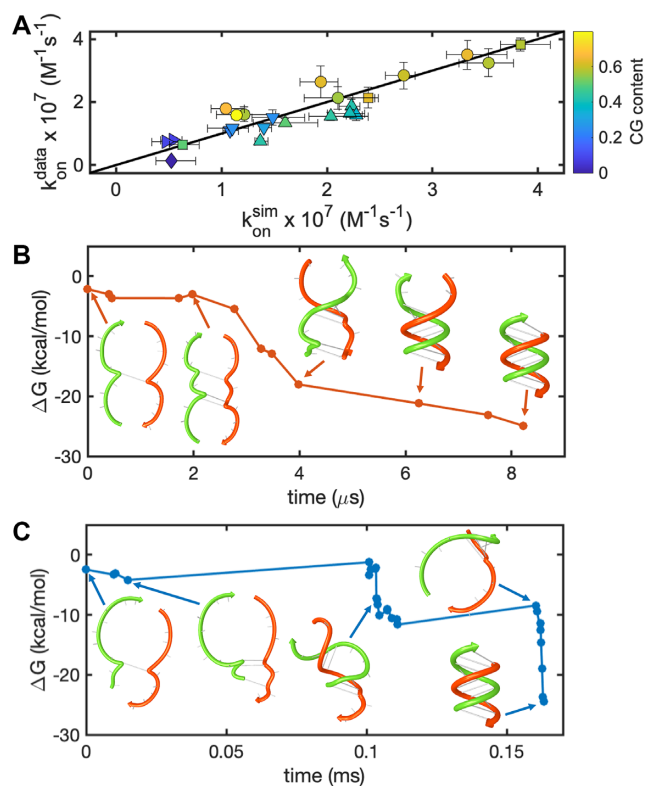 A
k_on^data x 10^7 (M^-1s^-1)
4
2
0
0 1 2 3 4
k_on^sim x 10^7 (M^-1s^-1)
0.6
0.4
0.2
0
CG content
B
ΔG (kcal/mol)
0
-10
-20
-30
0 2 4 6 8
time (μs)
C
ΔG (kcal/mol)
0
-10
-20
-30
0 0.05 0.1 0.15
time (ms)